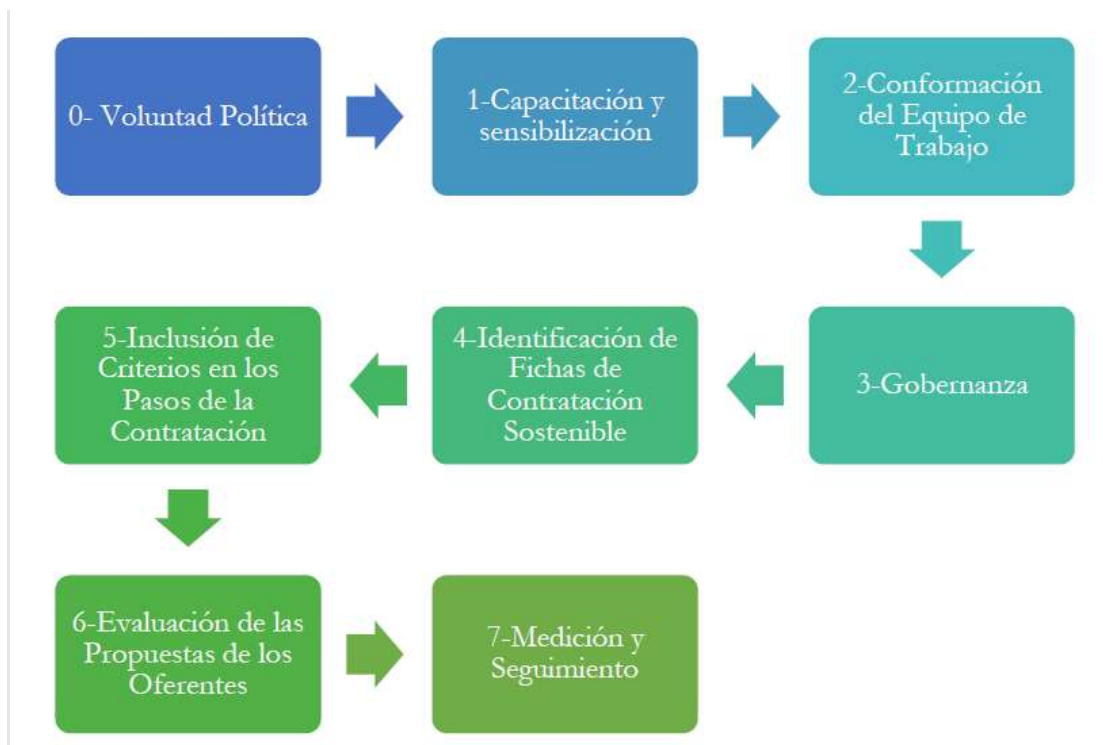 0- Voluntad Política
1-Capacitación y
sensibilización
2-Conformación
del Equipo de
Trabajo
3-Gobernanza
4-Identificación de
Fichas de
Contratación
Sostenible
5-Inclusión de
Criterios en los
Pasos de la
Contratación
6-Evaluación de las
Propuestas de los
Oferentes
7-Medición y
Seguimiento